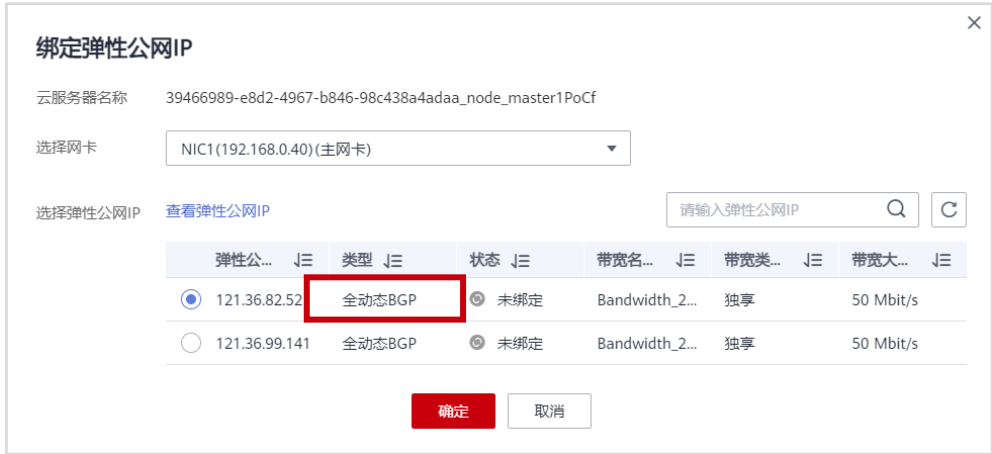 绑定弹性公网IP
云服务器名称 39466989-e8d2-4967-b846-98c438a4adaa_node_master1PoCf
选择网卡 NIC1(192.168.0.40)(主网卡)
选择弹性公网IP 查看弹性公网IP 请输入弹性公网IP
弹性公... 类型 状态 带宽名... 带宽类... 带宽大...
121.36.82.52 全动态BGP 未绑定 Bandwidth_2... 独享 50 Mbit/s
121.36.99.141 全动态BGP 未绑定 Bandwidth_2... 独享 50 Mbit/s
确定 取消